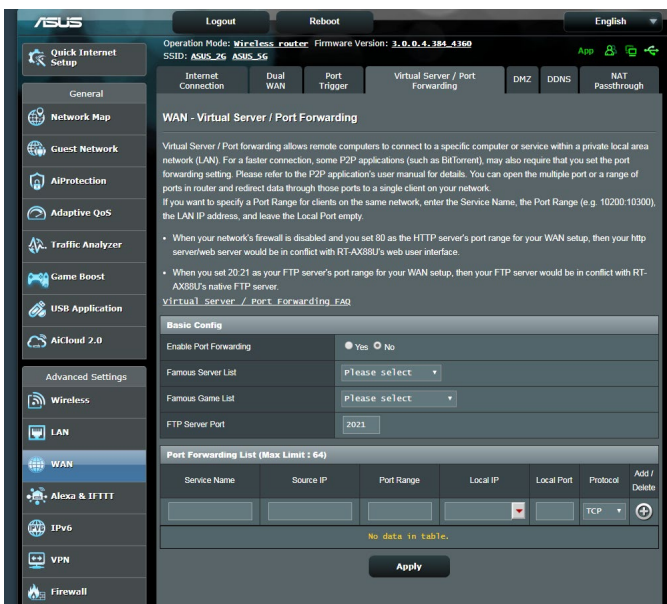 ASUS
Logout
Reboot
English
Quick Internet
Setup
Operation Mode: Wireless router Firmware Version: 3.0.0.4.384_4360
SSID: ASUS_2G ASUS_5G
App
Internet
Connection
Dual
WAN
Port
Trigger
Virtual Server / Port
Forwarding
DMZ
DDNS
NAT
Passthrough
General
Network Map
Guest Network
AiProtection
Adaptive QoS
Traffic Analyzer
Game Boost
USB Application
AiCloud 2.0
Advanced Settings
Wireless
LAN
WAN
Alexa & IFTTT
IPv6
VPN
Firewall
WAN - Virtual Server / Port Forwarding
Virtual Server / Port forwarding allows remote computers to connect to a specific computer or service within a private local area
network (LAN). For a faster connection, some P2P applications (such as BitTorrent), may also require that you set the port
forwarding setting. Please refer to the P2P application's user manual for details. You can open the multiple port or a range of
ports in router and redirect data through those ports to a single client on your network.
If you want to specify a Port Range for clients on the same network, enter the Service Name, the Port Range (e.g. 10200:10300),
the LAN IP address, and leave the Local Port empty.
• When your network's firewall is disabled and you set 80 as the HTTP server's port range for your WAN setup, then your http
server/web server would be in conflict with RT-AX88U's web user interface.
• When you set 20:21 as your FTP server's port range for your WAN setup, then your FTP server would be in conflict with RT-
AX88U's native FTP server.
Virtual Server / Port Forwarding FAQ
Basic Config
Enable Port Forwarding
Yes No
Famous Server List
Please select
Famous Game List
Please select
FTP Server Port
2021
Port Forwarding List (Max Limit : 64)
Service Name
Source IP
Port Range
Local IP
Local Port
Protocol
Add /
Delete
TCP
No data in table.
Apply